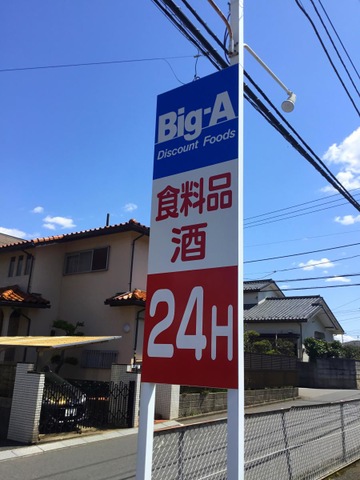 Big-A
Discount Foods
食料品
酒
24H